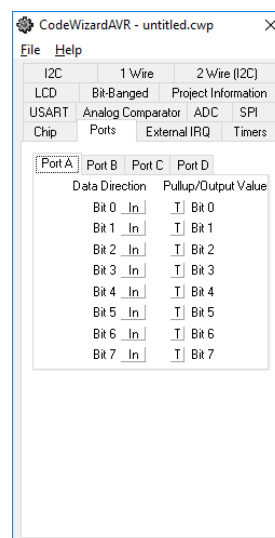 CodeWizardAVR - untitled.cwp
File Help
I2C 1 Wire 2 Wire (I2C)
LCD Bit-Banged Project Information
USART Analog Comparator ADC SPI
Chip Ports External IRQ Timers
Port A Port B Port C Port D
Data Direction Pullup/Output Value
Bit 0 In T Bit 0
Bit 1 In T Bit 1
Bit 2 In T Bit 2
Bit 3 In T Bit 3
Bit 4 In T Bit 4
Bit 5 In T Bit 5
Bit 6 In T Bit 6
Bit 7 In T Bit 7